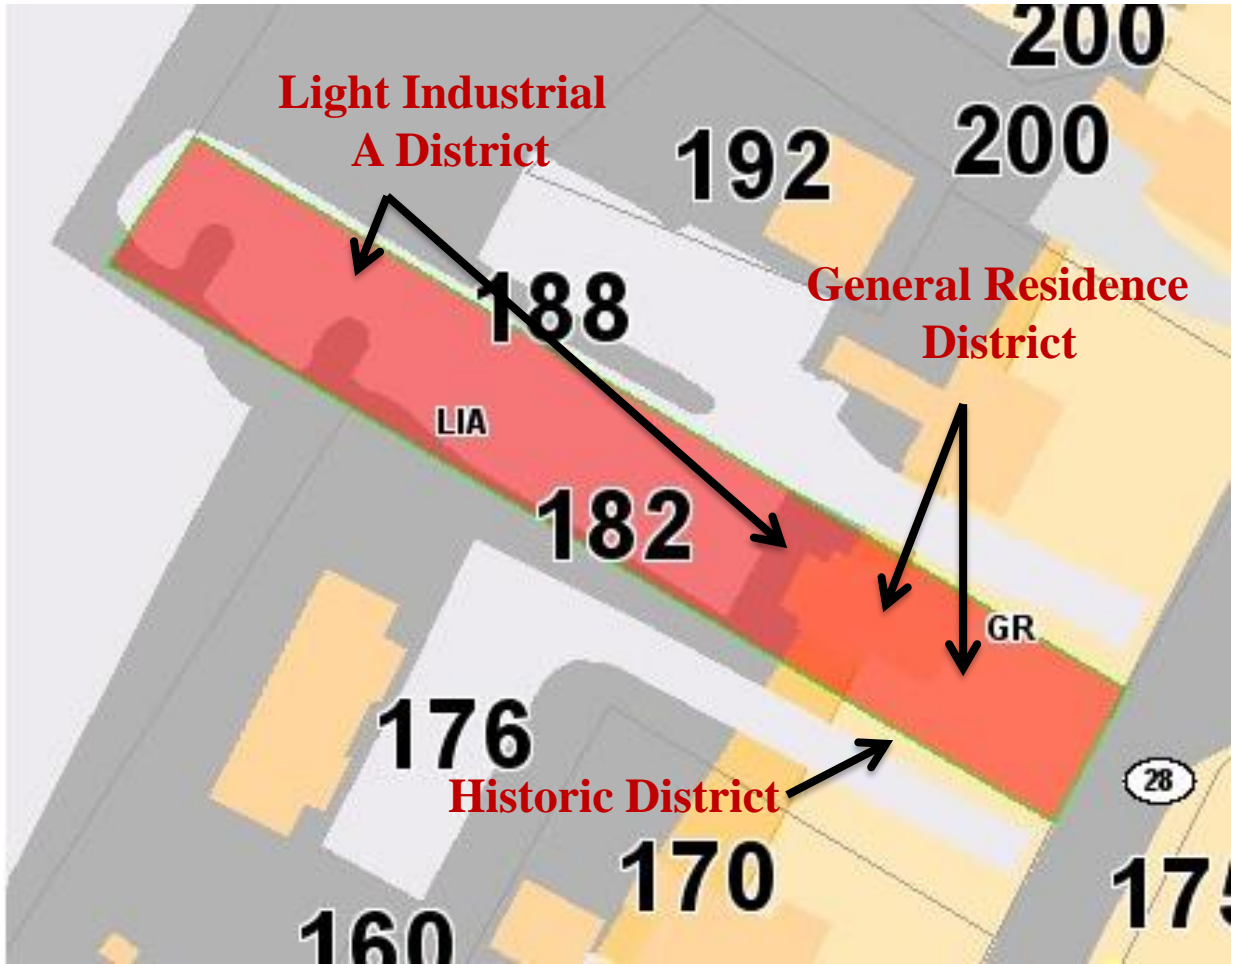 200
Light Industrial
A District
192
200
General Residence
District
188
LIA
182
GR
176
Historic District
28
170
175
160